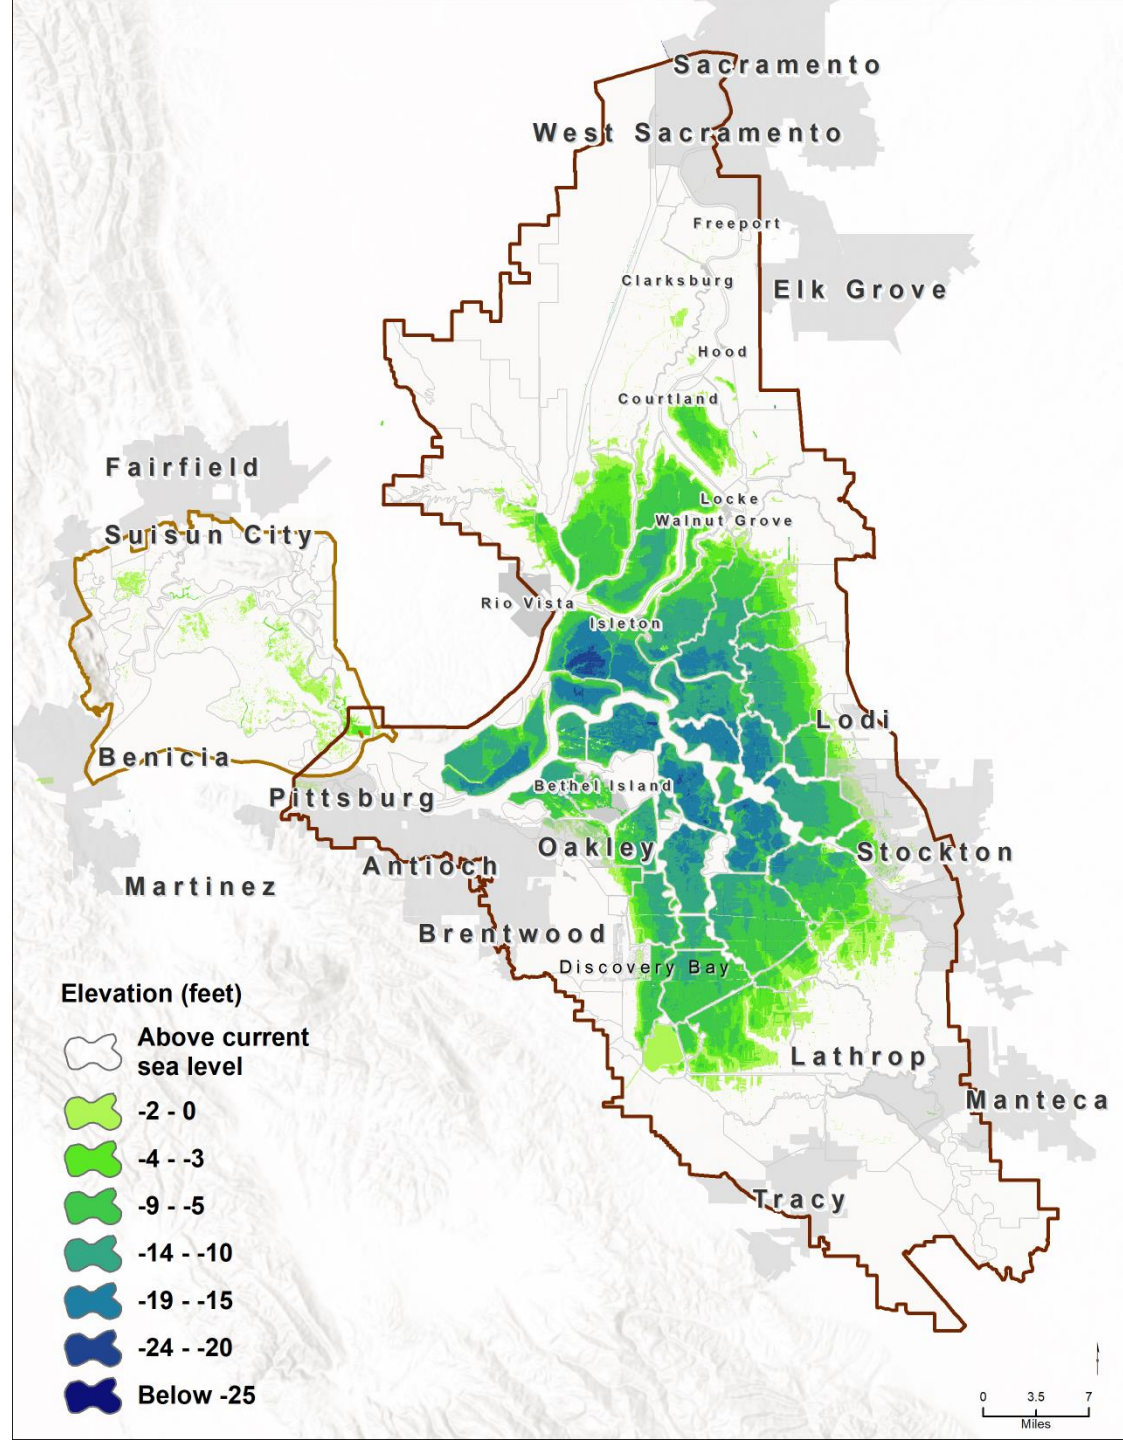 Sacramento
West Sacramento
Freeport
Clarksburg
Elk Grove
Hood
Courtland
Fairfield
Locke
Walnut Grove
Suisun City
Rio Vista
Isleton
Lodi
Benicia
Bethel Island
Pittsburg
Oakley
Stockton
Antioch
Martinez
Brentwood
Discovery Bay
Elevation (feet)
Above current
sea level
-2 - 0
-4 - -3
-9 - -5
-14 - -10
-19 - -15
-24 - -20
Below -25
Lathrop
Manteca
Tracy
0 3.5 7
Miles